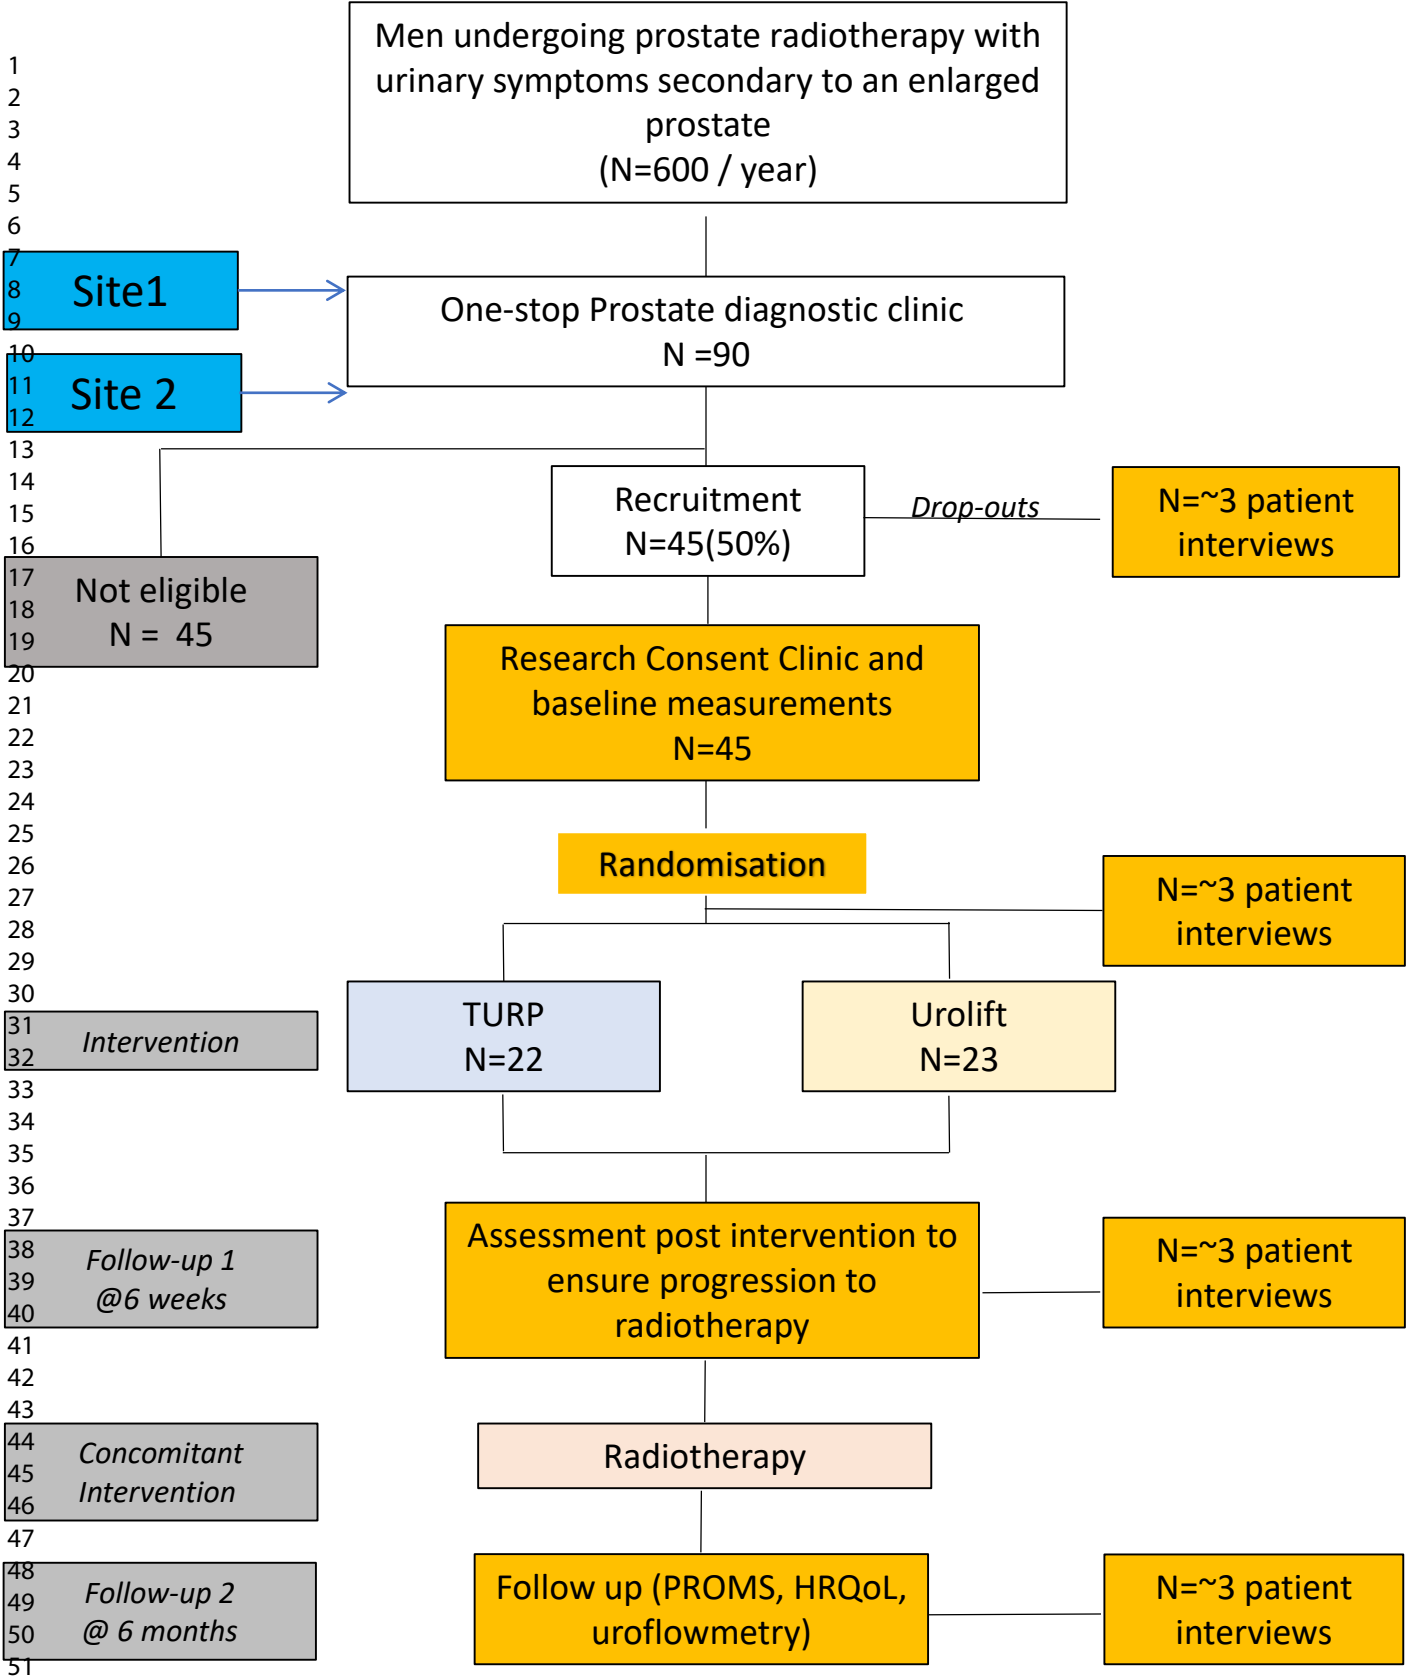 Men undergoing prostate radiotherapy with
urinary symptoms secondary to an enlarged
prostate
(N=600 / year)
1
2
3
4
5
6
7
8
9
10
11
12
13
14
15
16
17
18
19
20
21
22
23
24
25
26
27
28
29
30
31
32
33
34
35
36
37
38
39
40
41
42
43
44
45
46
47
48
49
50
51
Site1
One-stop Prostate diagnostic clinic
N =90
Site 2
Recruitment
N=45(50%)
Drop-outs
N=~3 patient
interviews
Not eligible
N = 45
Research Consent Clinic and
baseline measurements
N=45
Randomisation
N=~3 patient
interviews
Intervention
TURP
N=22
Urolift
N=23
Follow-up 1
@6 weeks
Assessment post intervention to
ensure progression to
radiotherapy
N=~3 patient
interviews
Concomitant
Intervention
Radiotherapy
Follow-up 2
@ 6 months
Follow up (PROMS, HRQoL,
uroflowmetry)
N=~3 patient
interviews